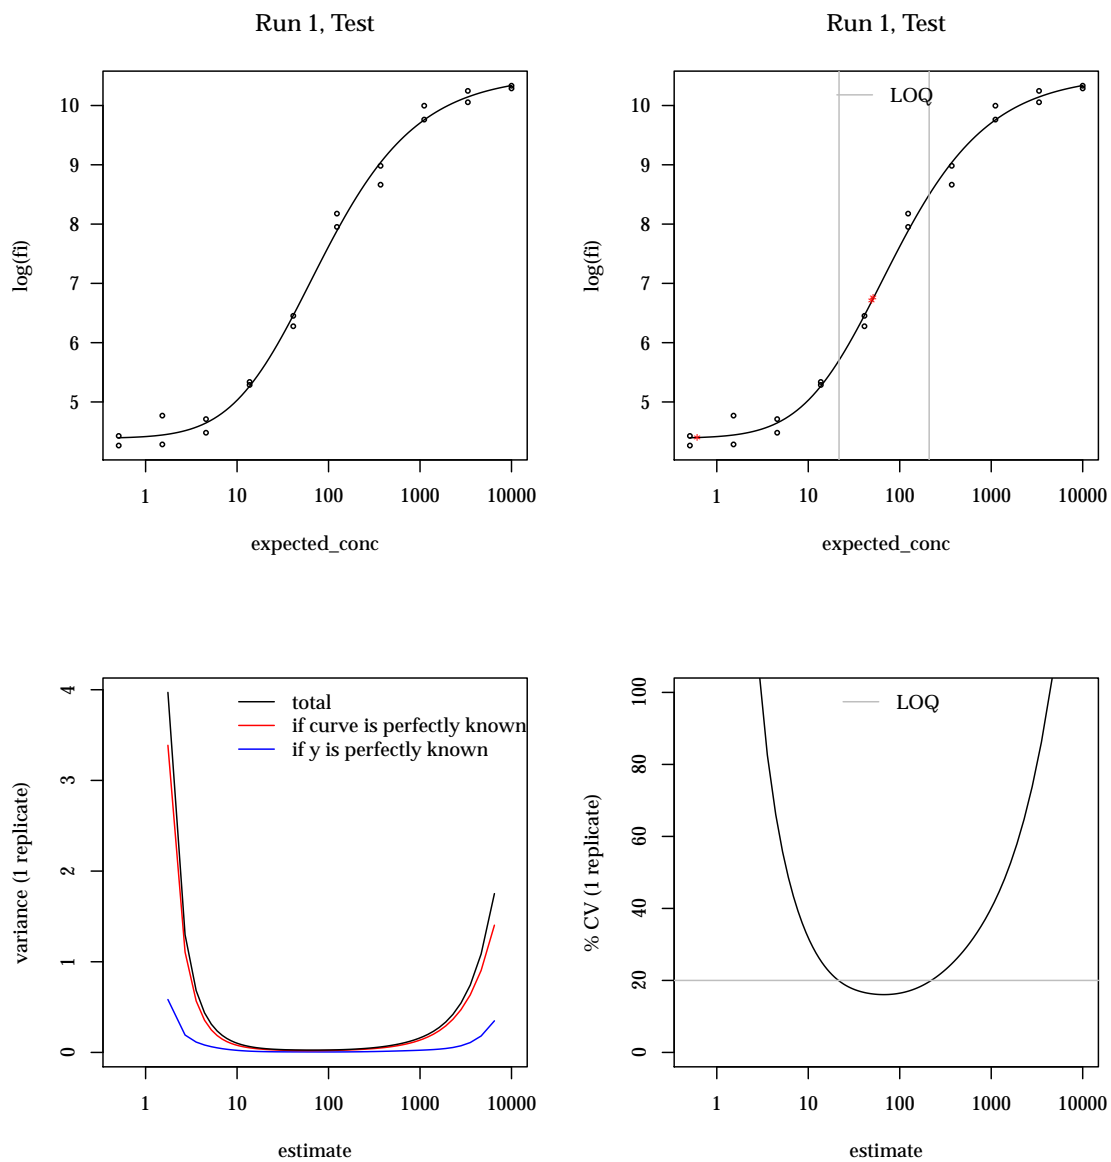 Run 1, Test
10
9
8
7
6
5
log(fi)
1 10 100 1000 10000
expected_conc
Run 1, Test
LOQ
10
9
8
7
6
5
log(fi)
1 10 100 1000 10000
expected_conc
4
3
2
1
0
variance (1 replicate)
total
if curve is perfectly known
if y is perfectly known
1 10 100 1000 10000
estimate
100
80
60
40
20
0
% CV (1 replicate)
LOQ
1 10 100 1000 10000
estimate